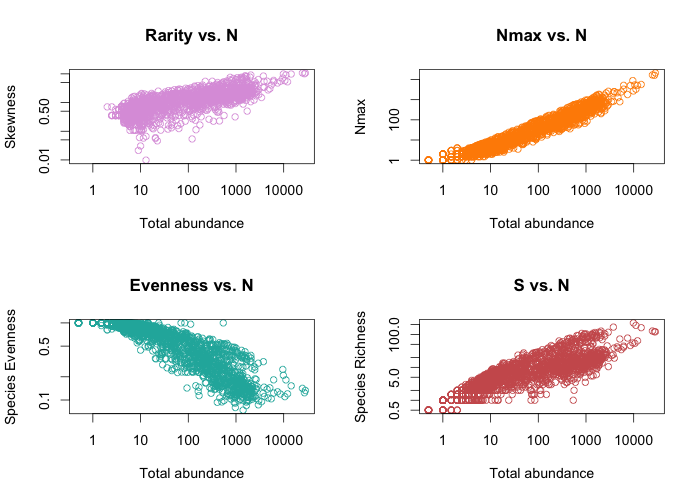 Rarity vs. N
Skewness
0.50
0.01
1 10 100 1000 10000
Total abundance
Nmax vs. N
Nmax
100
1
1 10 100 1000 10000
Total abundance
Evenness vs. N
Species Evenness
0.5
0.1
1 10 100 1000 10000
Total abundance
S vs. N
Species Richness
100.0
5.0
0.5
1 10 100 1000 10000
Total abundance